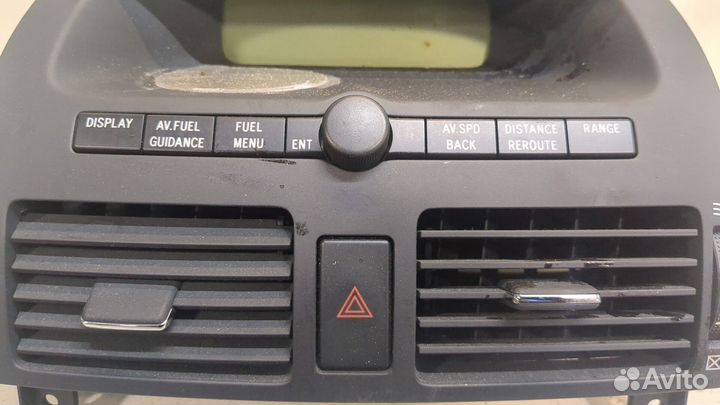 DISPLAY
AV.FUEL
GUIDANCE
FUEL
MENU
ENT
AV.SPD
BACK
DISTANCE
REROUTE
RANGE
Avito